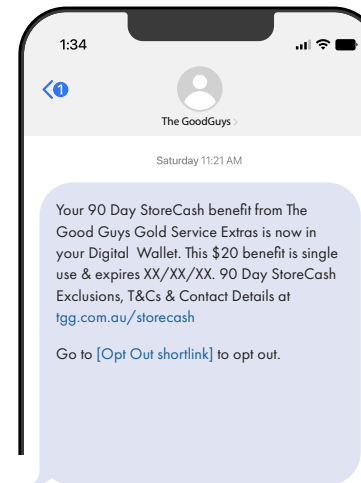 1:34
1
The GoodGuys
Saturday 11:21 AM
Your 90 Day StoreCash benefit from The
Good Guys Gold Service Extras is now in
your Digital Wallet. This $20 benefit is single
use & expires XX/XX/XX. 90 Day StoreCash
Exclusions, T&Cs & Contact Details at
tgg.com.au/storecash
Go to [Opt Out shortlink] to opt out.